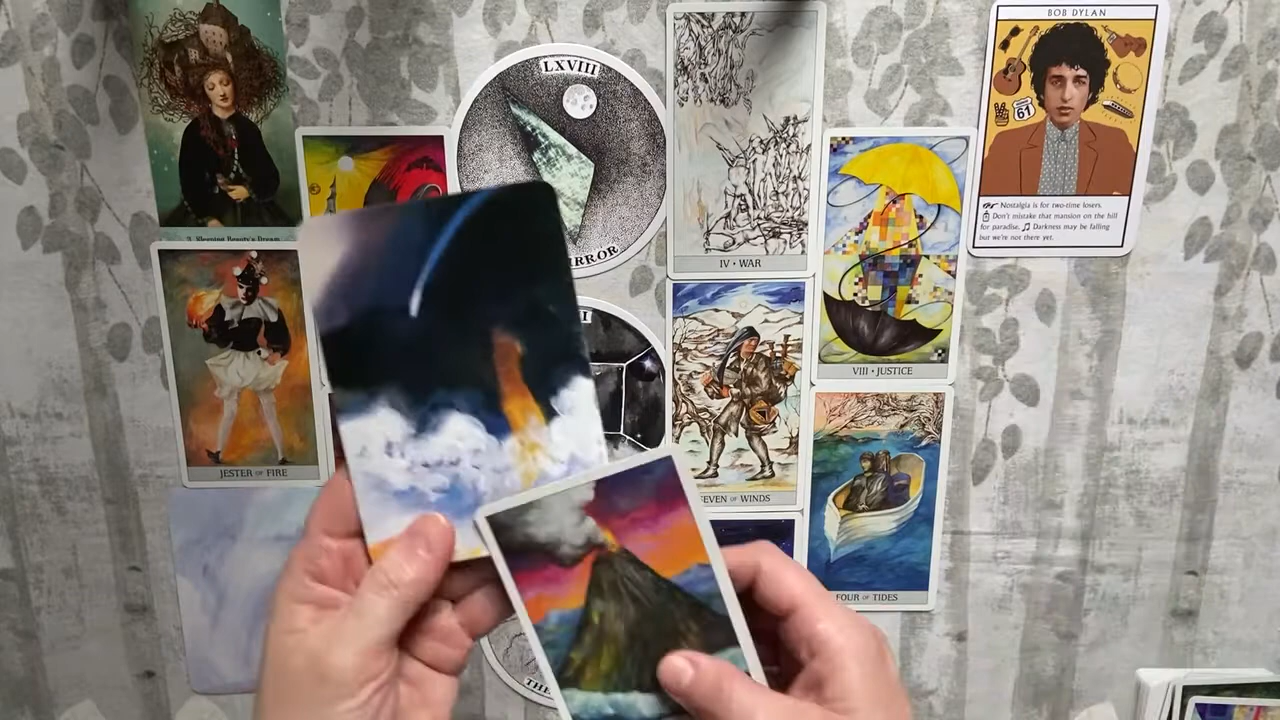 BOB DYLAN
LXVIII
61
Nostalgia is for two-time losers.
Don't mistake that mansion on the hill
for paradise. Darkness may be falling
but we're not there yet.
3. Sleeping Beauty's Dream
IRROR
IV • WAR
VIII • JUSTICE
JESTER OF FIRE
EVEN OF WINDS
FOUR OF TIDES
THE